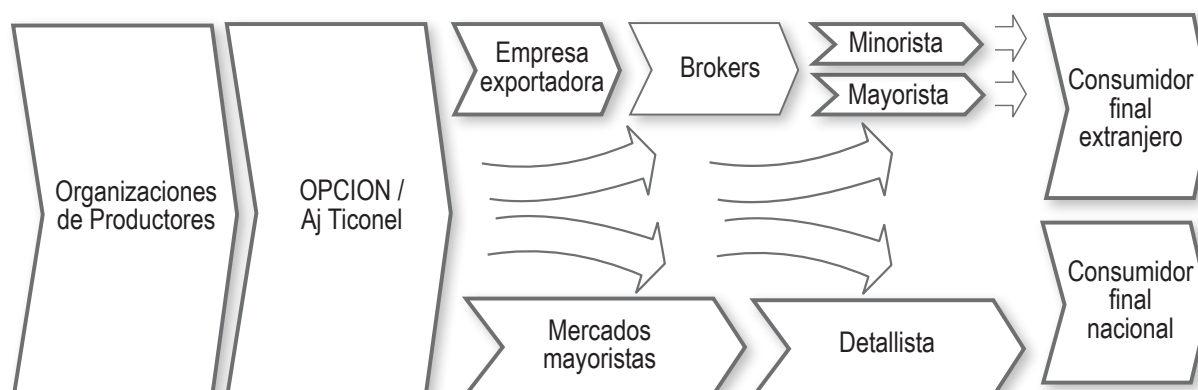 Organizaciones
de Productores
OPCION /
Aj Ticonel
Empresa
exportadora
Brokers
Minorista
Mayorista
Consumidor
final
extranjero
Mercados
mayoristas
Detallista
Consumidor
final
nacional